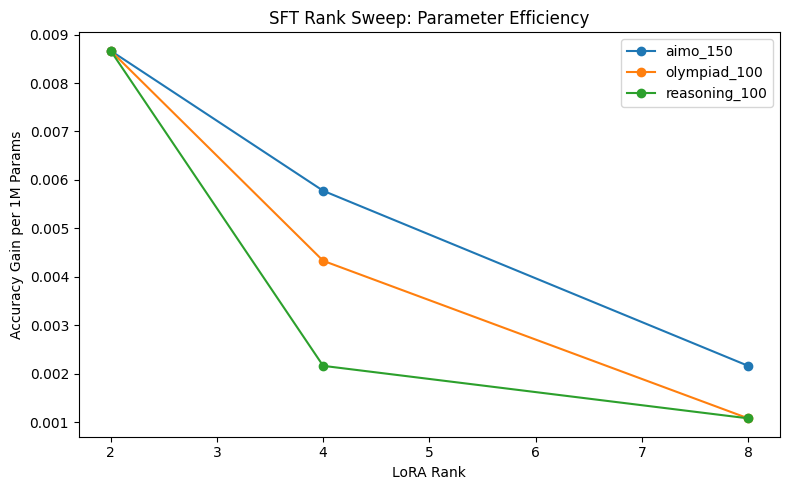 SFT Rank Sweep: Parameter Efficiency
aimo_150
olympiad_100
reasoning_100
Accuracy Gain per 1M Params
0.009
0.008
0.007
0.006
0.005
0.004
0.003
0.002
0.001
2 3 4 5 6 7 8
LoRA Rank